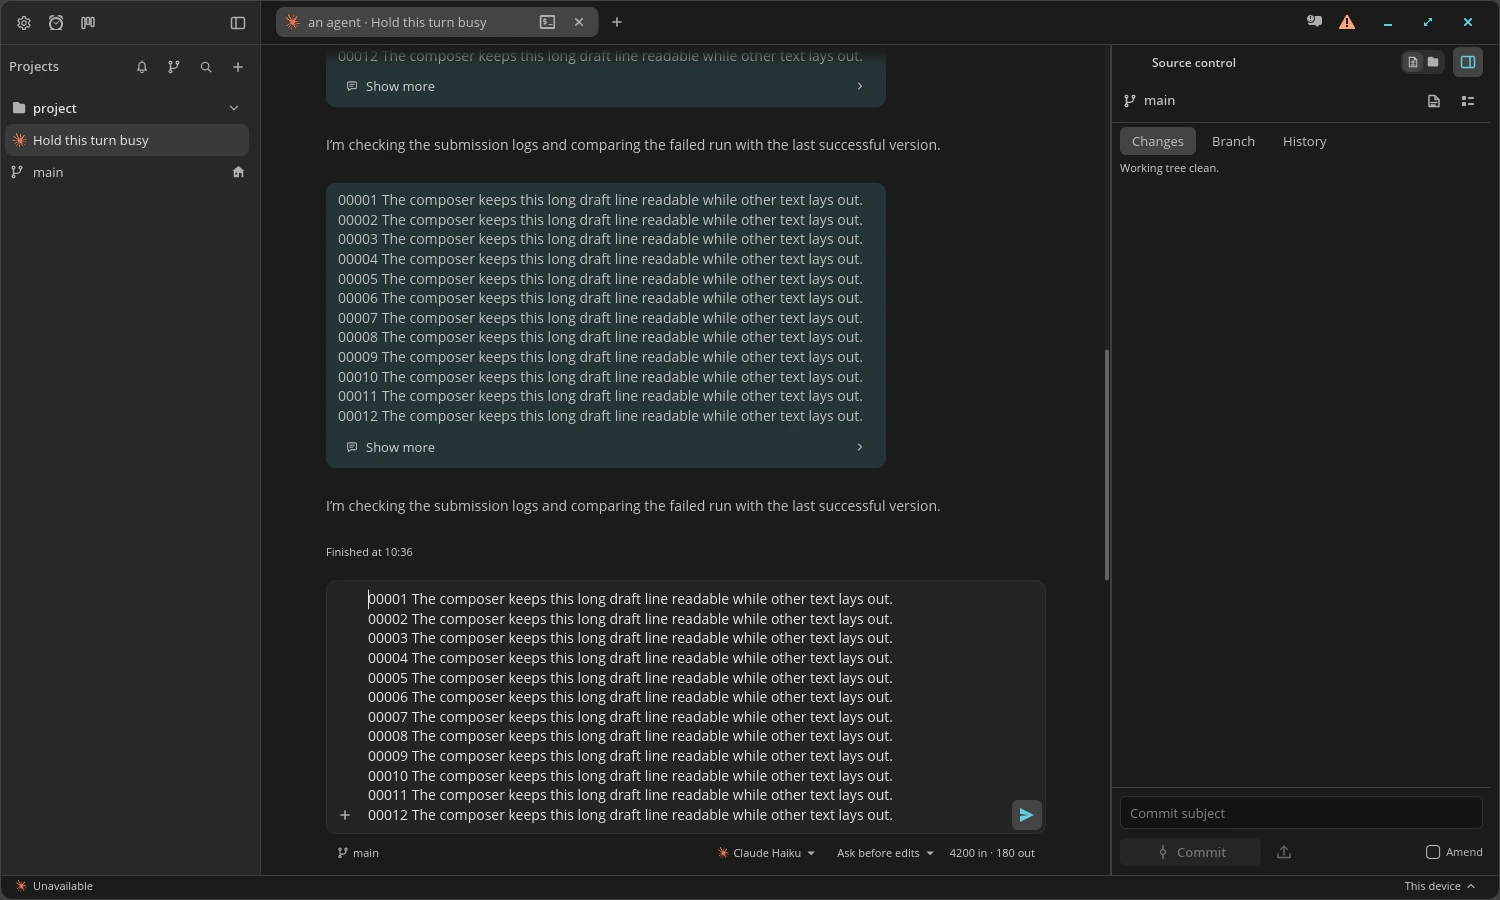 an agent · Hold this turn busy
Projects
project
Hold this turn busy
main
00012 The composer keeps this long draft line readable while other text lays out.
Show more
I'm checking the submission logs and comparing the failed run with the last successful version.
00001 The composer keeps this long draft line readable while other text lays out.
00002 The composer keeps this long draft line readable while other text lays out.
00003 The composer keeps this long draft line readable while other text lays out.
00004 The composer keeps this long draft line readable while other text lays out.
00005 The composer keeps this long draft line readable while other text lays out.
00006 The composer keeps this long draft line readable while other text lays out.
00007 The composer keeps this long draft line readable while other text lays out.
00008 The composer keeps this long draft line readable while other text lays out.
00009 The composer keeps this long draft line readable while other text lays out.
00010 The composer keeps this long draft line readable while other text lays out.
00011 The composer keeps this long draft line readable while other text lays out.
00012 The composer keeps this long draft line readable while other text lays out.
Show more
I'm checking the submission logs and comparing the failed run with the last successful version.
Finished at 10:36
00001 The composer keeps this long draft line readable while other text lays out.
00002 The composer keeps this long draft line readable while other text lays out.
00003 The composer keeps this long draft line readable while other text lays out.
00004 The composer keeps this long draft line readable while other text lays out.
00005 The composer keeps this long draft line readable while other text lays out.
00006 The composer keeps this long draft line readable while other text lays out.
00007 The composer keeps this long draft line readable while other text lays out.
00008 The composer keeps this long draft line readable while other text lays out.
00009 The composer keeps this long draft line readable while other text lays out.
00010 The composer keeps this long draft line readable while other text lays out.
00011 The composer keeps this long draft line readable while other text lays out.
00012 The composer keeps this long draft line readable while other text lays out.
main
Claude Haiku
Ask before edits
4200 in · 180 out
Source control
main
Changes
Branch
History
Working tree clean.
Commit subject
Commit
Amend
Unavailable
This device